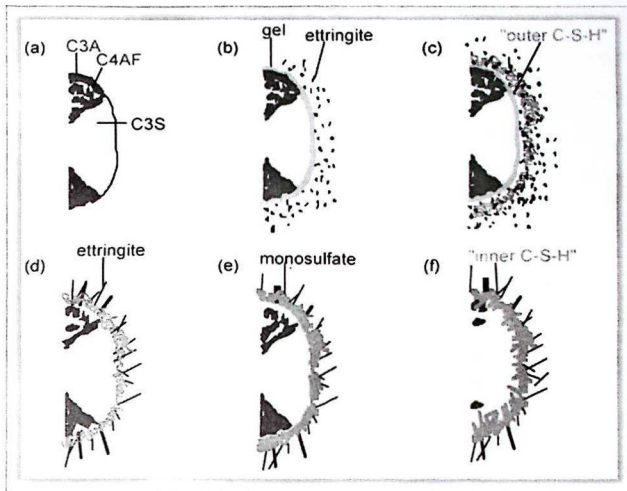 (a)
C3A
C4AF
C3S
(b)
gel
ettringite
(c)
"outer C-S-H"
(d)
ettringite
(e)
monosulfate
(f)
"inner C-S-H"